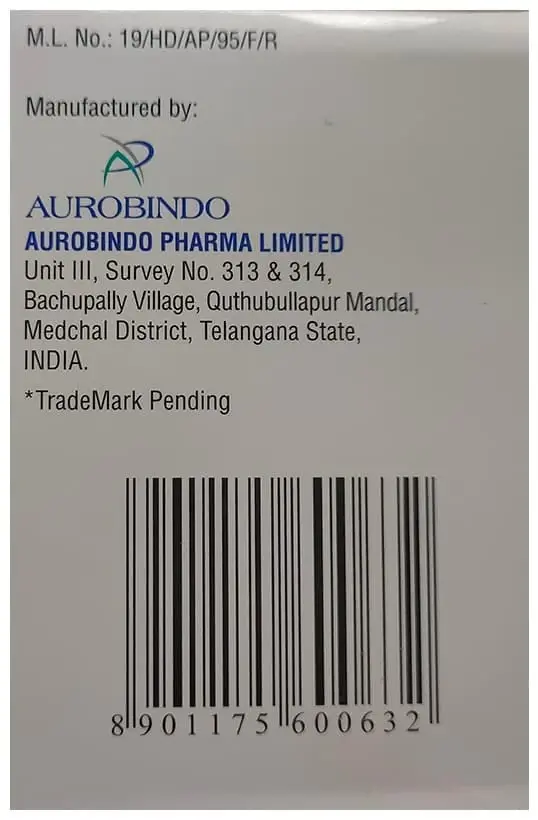 M.L. No.: 19/HD/AP/95/F/R
Manufactured by:
AUROBINDO
AUROBINDO PHARMA LIMITED
Unit III, Survey No. 313 & 314,
Bachupally Village, Quthubullapur Mandal,
Medchal District, Telangana State,
INDIA.
*TradeMark Pending
8 901175 600632